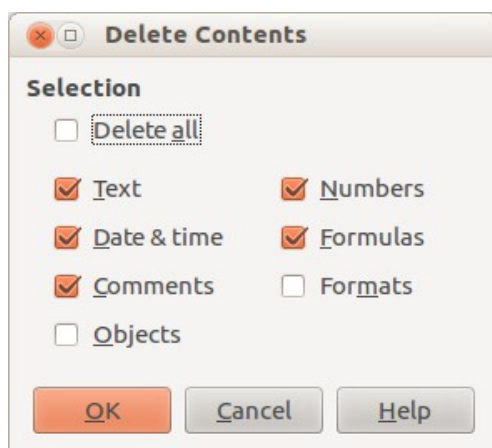 Delete Contents
Selection
Delete all
Text Numbers
Date & time Formulas
Comments Formats
Objects
OK Cancel Help